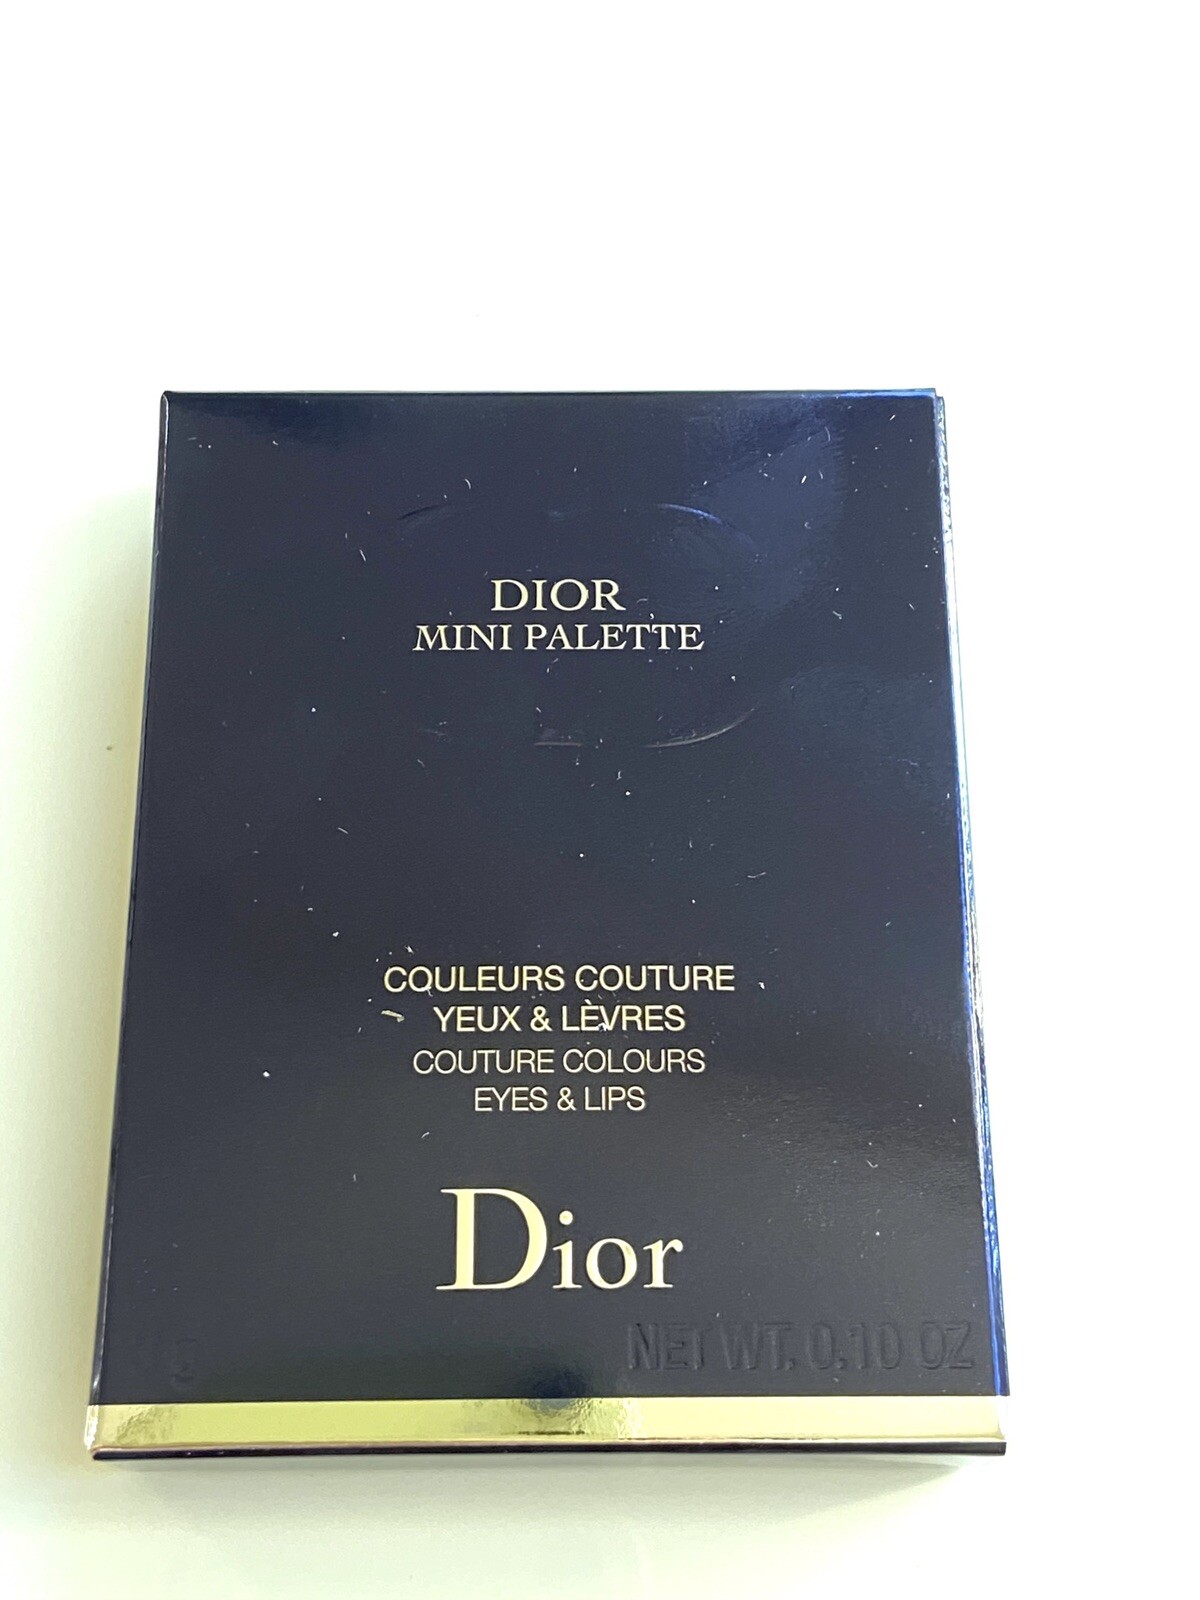 DIOR
MINI PALETTE
COULEURS COUTURE
YEUX & LÈVRES
COUTURE COLOURS
EYES & LIPS
Dior
NET WT. 0.10 OZ